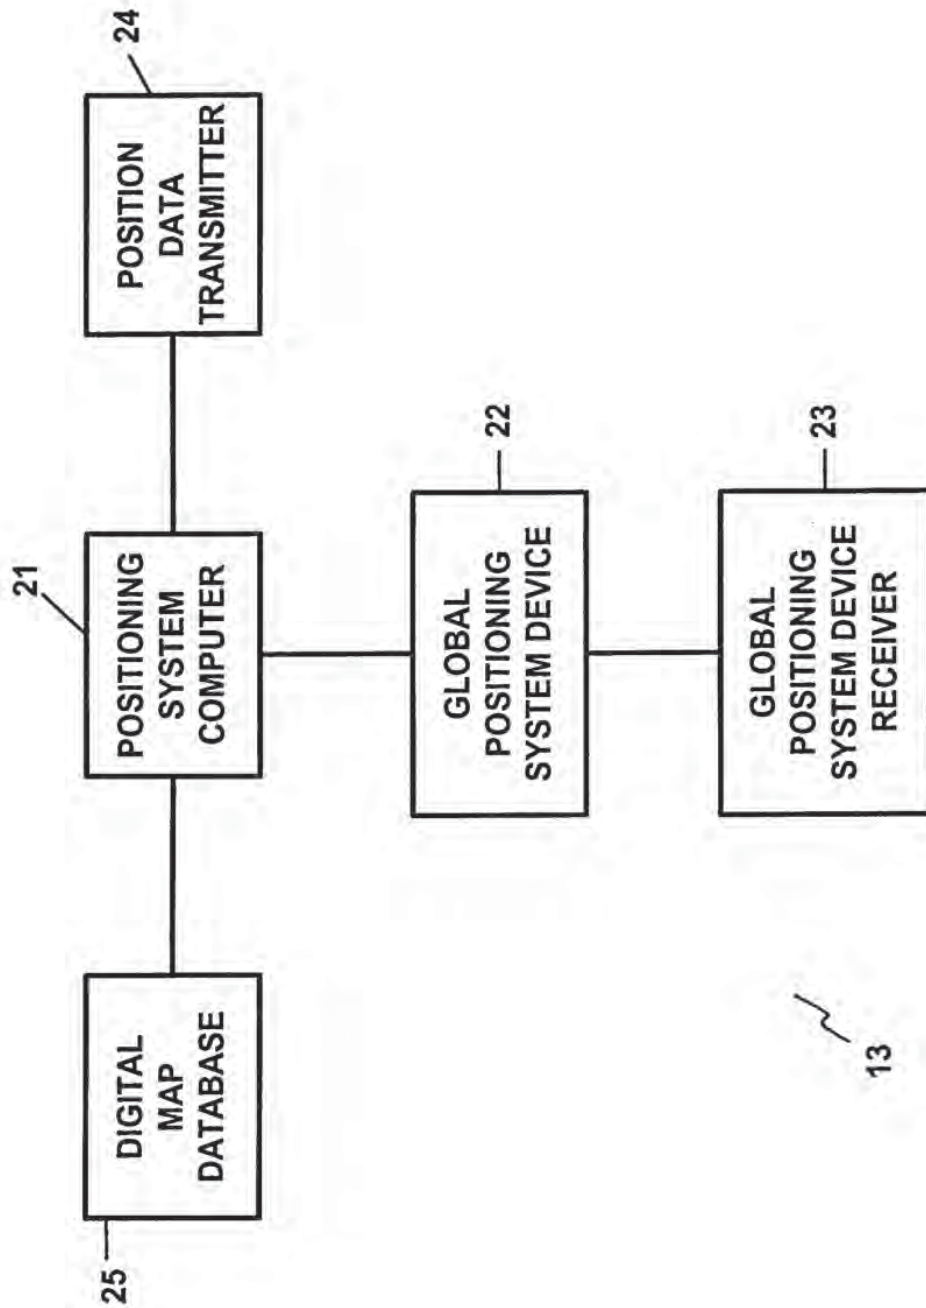 21
24
25
DIGITAL
MAP
DATABASE
POSITIONING
SYSTEM
COMPUTER
POSITION
DATA
TRANSMITTER
22
GLOBAL
POSITIONING
SYSTEM DEVICE
23
GLOBAL
POSITIONING
SYSTEM DEVICE
RECEIVER
13